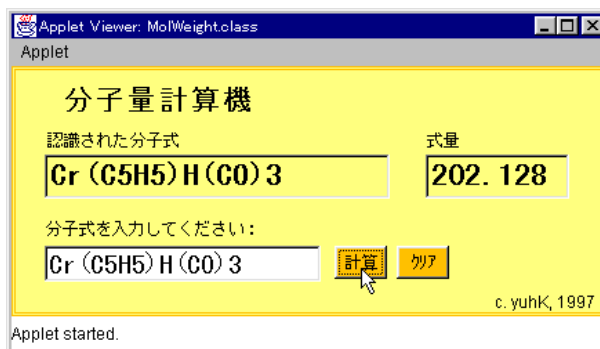 Applet Viewer: MolWeight.class
Applet
分子量計算機
認識された分子式 式量
Cr(C5H5)H(CO)3 202.128
分子式を入力してください:
Cr(C5H5)H(CO)3 計算 ｸﾘｱ
c. yuhK, 1997
Applet started.